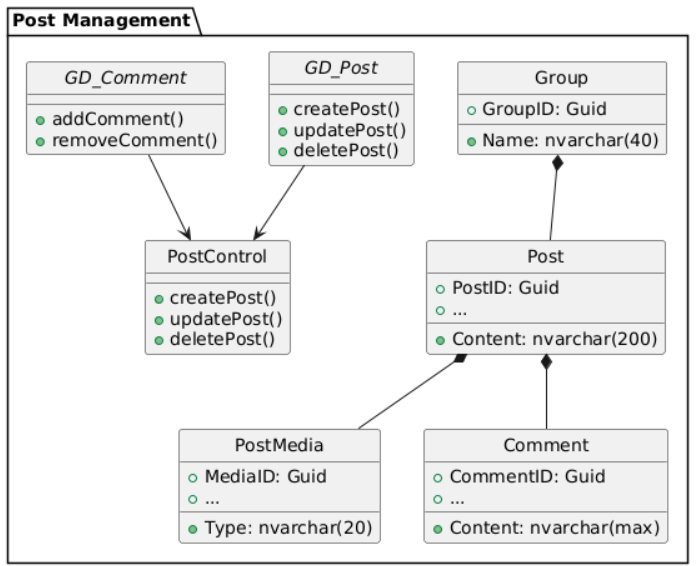 Post Management
GD_Comment
addComment()
removeComment()
GD_Post
createPost()
updatePost()
deletePost()
Group
GroupID: Guid
Name: nvarchar(40)
PostControl
createPost()
updatePost()
deletePost()
Post
PostID: Guid
...
Content: nvarchar(200)
PostMedia
MediaID: Guid
...
Type: nvarchar(20)
Comment
CommentID: Guid
...
Content: nvarchar(max)